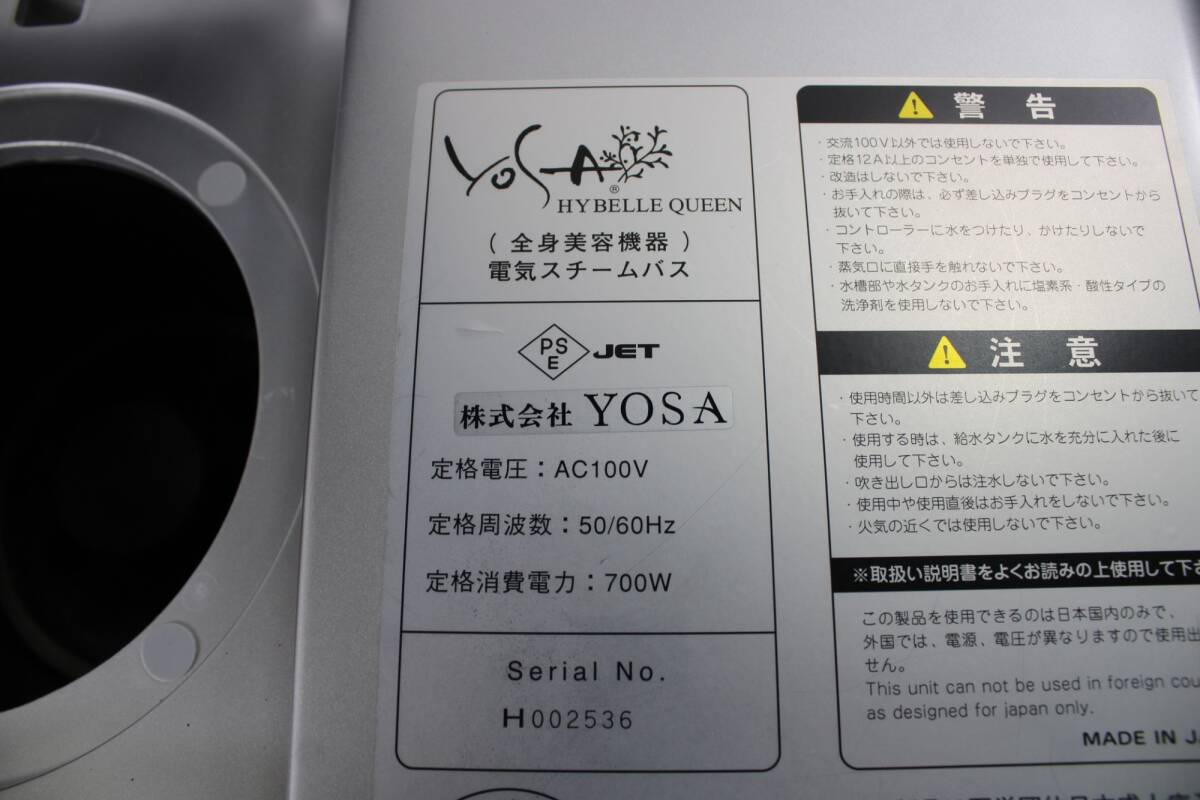 YOSA
®
HYBELLE QUEEN
( 全身美容機器 )
電気スチームバス
PS
E
JET
株式会社 YOSA
定格電圧：AC100V
定格周波数：50/60Hz
定格消費電力：700W
Serial No.
H002536
警 告
・交流100V以外では使用しないで下さい。
・定格12A以上のコンセントを単独で使用して下さい。
・改造はしないで下さい。
・お手入れの際は、必ず差し込みプラグをコンセントから
抜いて下さい。
・コントローラーに水をつけたり、かけたりしないで
下さい。
・蒸気口に直接手を触れないで下さい。
・水槽部や水タンクのお手入れに塩素系・酸性タイプの
洗浄剤を使用しないで下さい。
注 意
・使用時間以外は差し込みプラグをコンセントから抜いて
下さい。
・使用する時は、給水タンクに水を充分に入れた後に
使用して下さい。
・吹き出し口からは注水しないで下さい。
・使用中や使用直後はお手入れをしないで下さい。
・火気の近くでは使用しないで下さい。
※取扱い説明書をよくお読みの上使用して下さ
この製品を使用できるのは日本国内のみで、
外国では、電源、電圧が異なりますので使用出
せん。
This unit can not be used in foreign cou
as designed for japan only.
MADE IN J